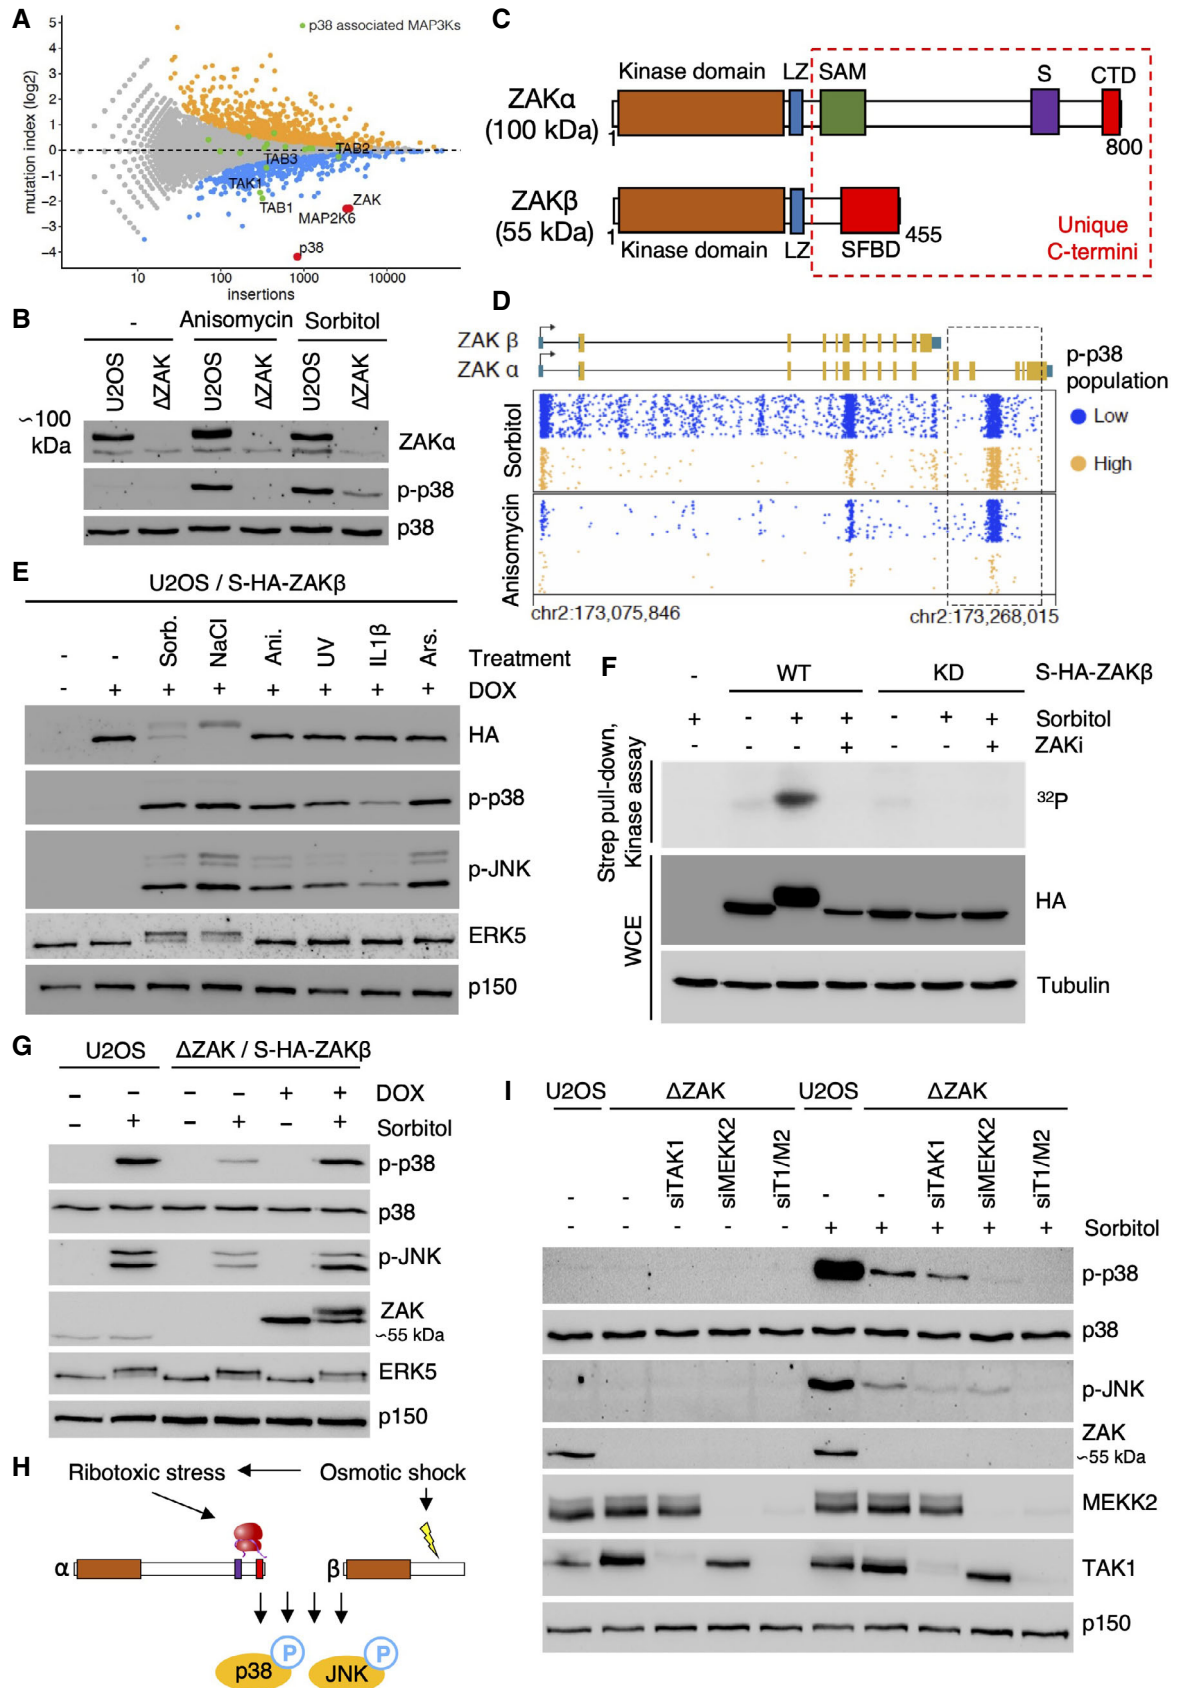 A
p38 associated MAP3Ks
mutation index (log2)
5
4
3
2
1
0
−1
−2
−3
−4
TAB3
TAB2
TAK1
TAB1
ZAK
MAP2K6
p38
10
100
1000
10000
insertions
B
-
Anisomycin
Sorbitol
U2OS
ΔZAK
U2OS
ΔZAK
U2OS
ΔZAK
~100
kDa
ZAKα
p-p38
p38
C
Kinase domain
LZ
SAM
S
CTD
ZAKα
(100 kDa)
1
800
ZAKβ
(55 kDa)
1
Kinase domain
LZ
SFBD
455
Unique
C-termini
D
ZAK β
ZAK α
p-p38
population
Low
High
Sorbitol
Anisomycin
chr2:173,075,846
chr2:173,268,015
E
U2OS / S-HA-ZAKβ
- - Sorb. NaCl Ani. UV IL1β Ars. Treatment
- + + + + + + + DOX
HA
p-p38
p-JNK
ERK5
p150
F
- WT KD S-HA-ZAKβ
+ - + + - + + Sorbitol
- - - + - - + ZAKi
Strep pull-down,
Kinase assay
32P
WCE
HA
Tubulin
G
U2OS ΔZAK / S-HA-ZAKβ
− − − − + + DOX
− + − + − + Sorbitol
p-p38
p38
p-JNK
ZAK
~55 kDa
ERK5
p150
H
Ribotoxic stress
Osmotic shock
α
β
P
P
p38
JNK
I
U2OS ΔZAK U2OS ΔZAK
- - siTAK1 siMEKK2 siT1/M2 - - siTAK1 siMEKK2 siT1/M2
- - - - - + + + + + Sorbitol
p-p38
p38
p-JNK
ZAK
~55 kDa
MEKK2
TAK1
p150